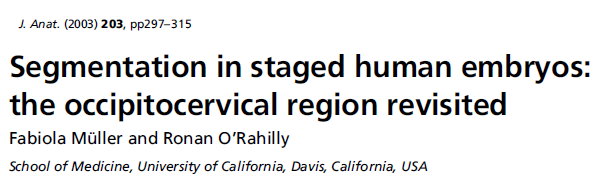 J. Anat. (2003) 203, pp297–315
Segmentation in staged human embryos:
the occipitocervical region revisited
Fabiola Müller and Ronan O’Rahilly
School of Medicine, University of California, Davis, California, USA